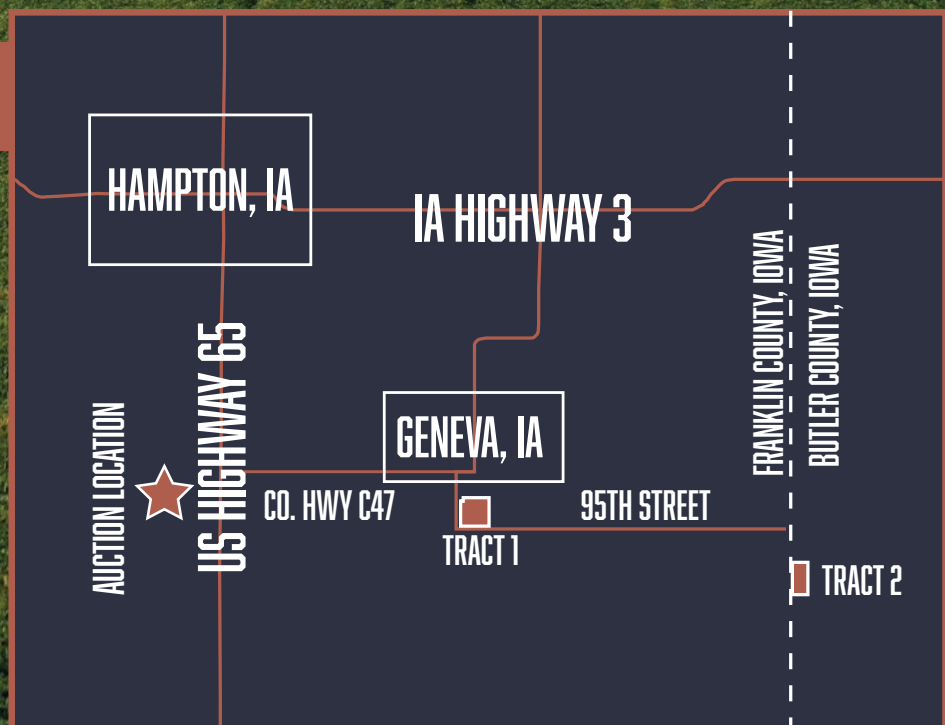 HAMPTON, IA
IA HIGHWAY 3
FRANKLIN COUNTY, IOWA
BUTLER COUNTY, IOWA
US HIGHWAY 65
AUCTION LOCATION
GENEVA, IA
CO. HWY C47
95TH STREET
TRACT 1
TRACT 2